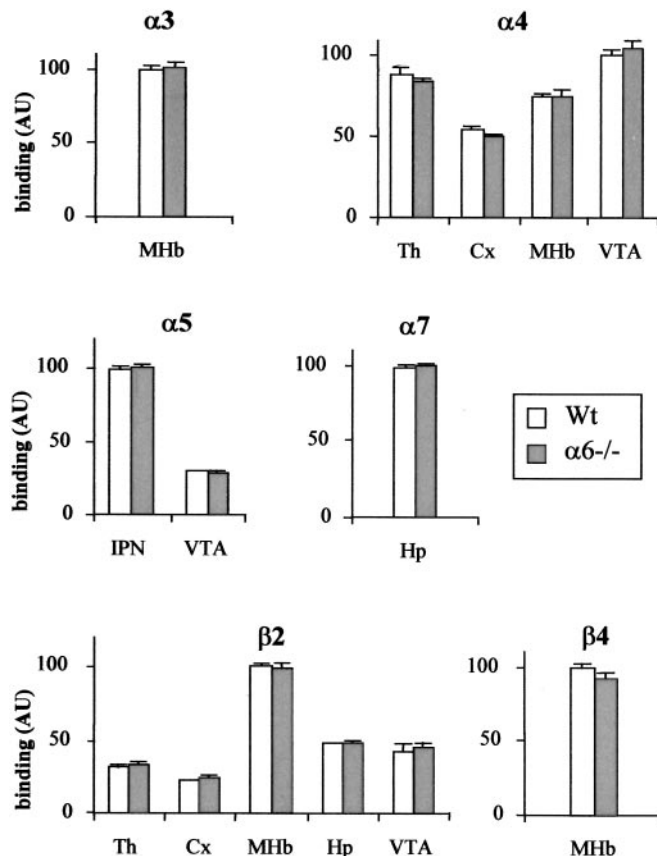 α3
binding (AU)
100
50
0
MHb
α4
100
50
0
Th Cx MHb VTA
α5
binding (AU)
100
50
0
IPN VTA
α7
100
50
0
Hp
Wt
α6-/-
β2
binding (AU)
100
50
0
Th Cx MHb Hp VTA
β4
100
50
0
MHb